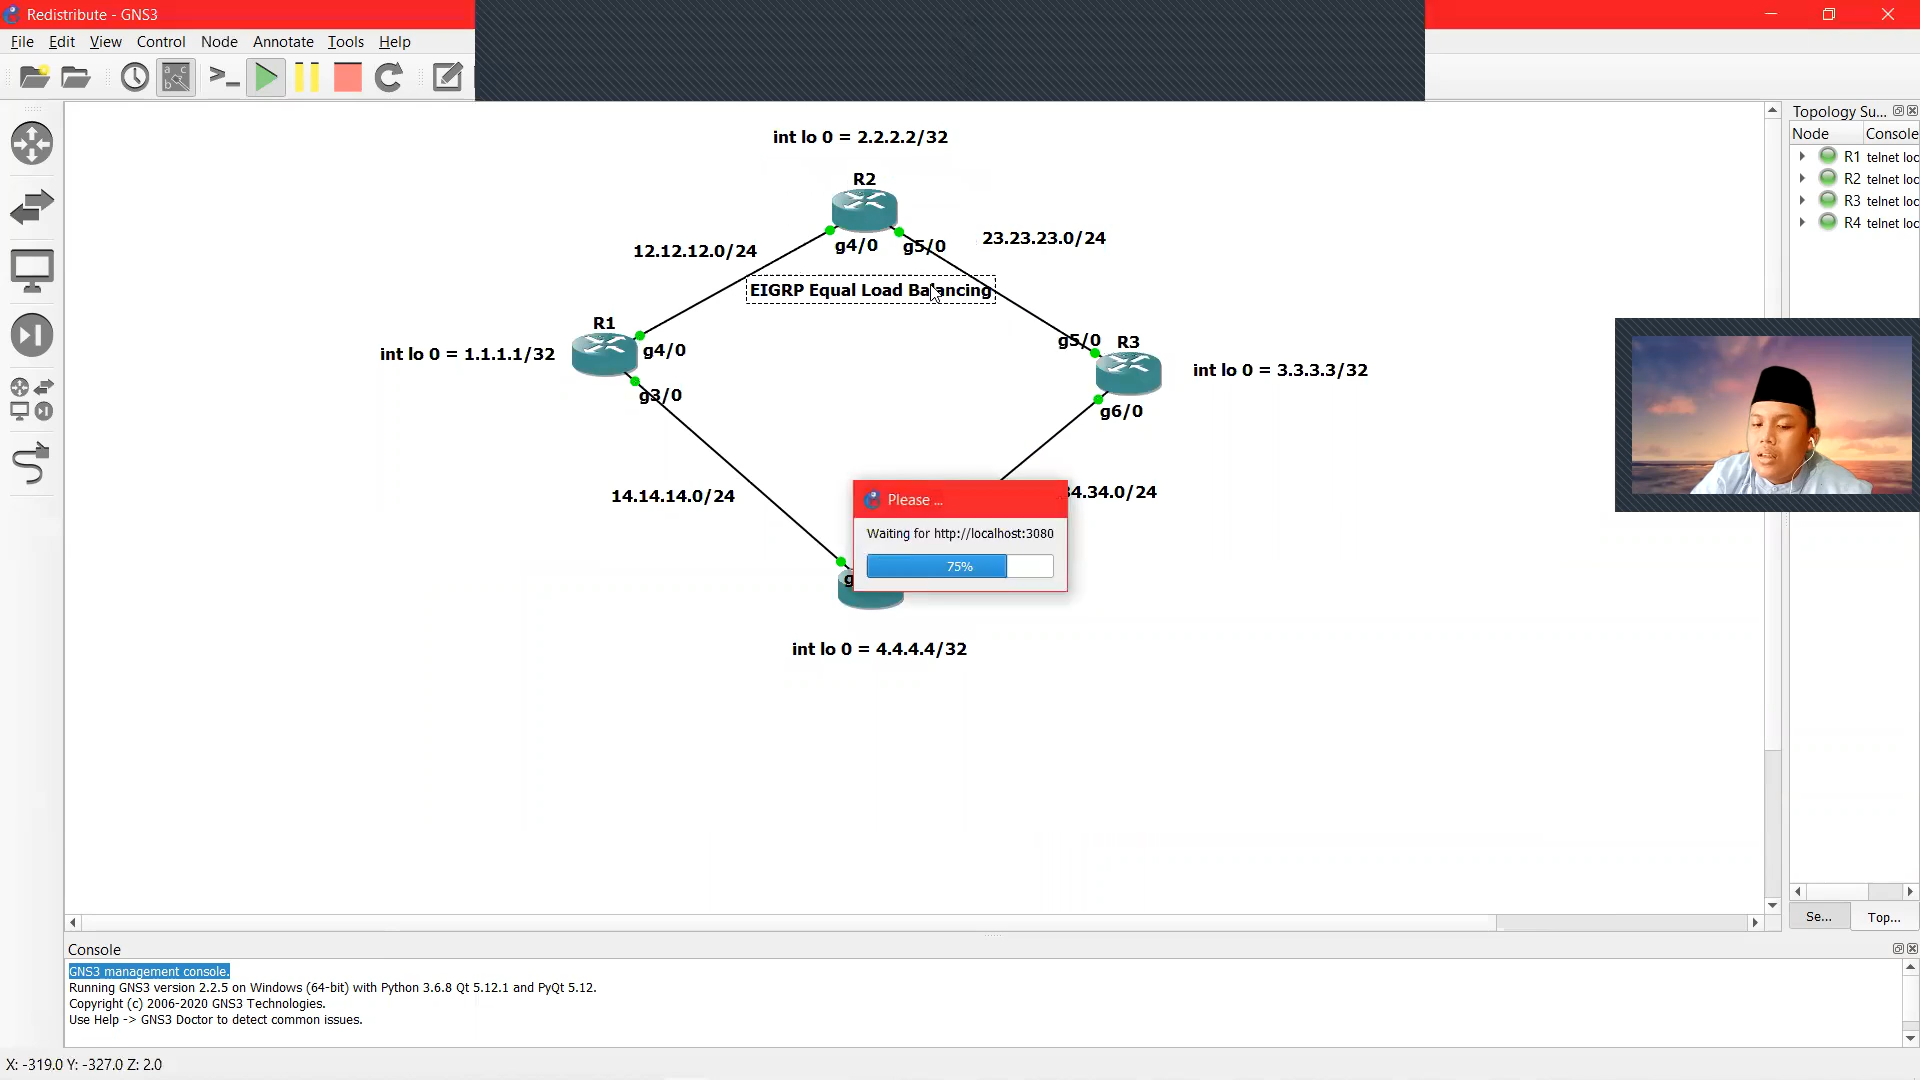 Redistribute - GNS3
File Edit View Control Node Annotate Tools Help
int lo 0 = 2.2.2.2/32
R2
12.12.12.0/24
g4/0
g5/0
23.23.23.0/24
EIGRP Equal Load Balancing
R1
int lo 0 = 1.1.1.1/32
g4/0
g3/0
g5/0
R3
int lo 0 = 3.3.3.3/32
g6/0
14.14.14.0/24
34.34.0/24
Please ...
Waiting for http://localhost:3080
75%
int lo 0 = 4.4.4.4/32
Topology Su...
Node Console
R1 telnet loc
R2 telnet loc
R3 telnet loc
R4 telnet loc
Se... Top...
Console
GNS3 management console.
Running GNS3 version 2.2.5 on Windows (64-bit) with Python 3.6.8 Qt 5.12.1 and PyQt 5.12.
Copyright (c) 2006-2020 GNS3 Technologies.
Use Help -> GNS3 Doctor to detect common issues.
X: -319.0 Y: -327.0 Z: 2.0